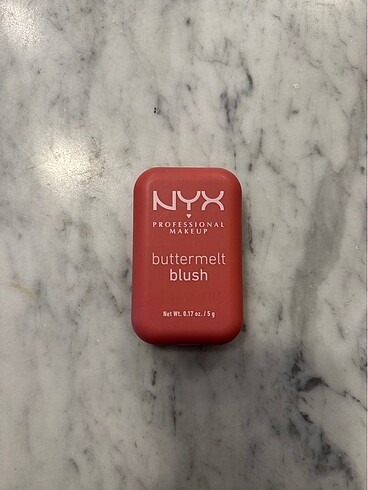 NYX
PROFESSIONAL
MAKEUP
buttermelt
blush
Net Wt. 0.17 oz. / 5 g